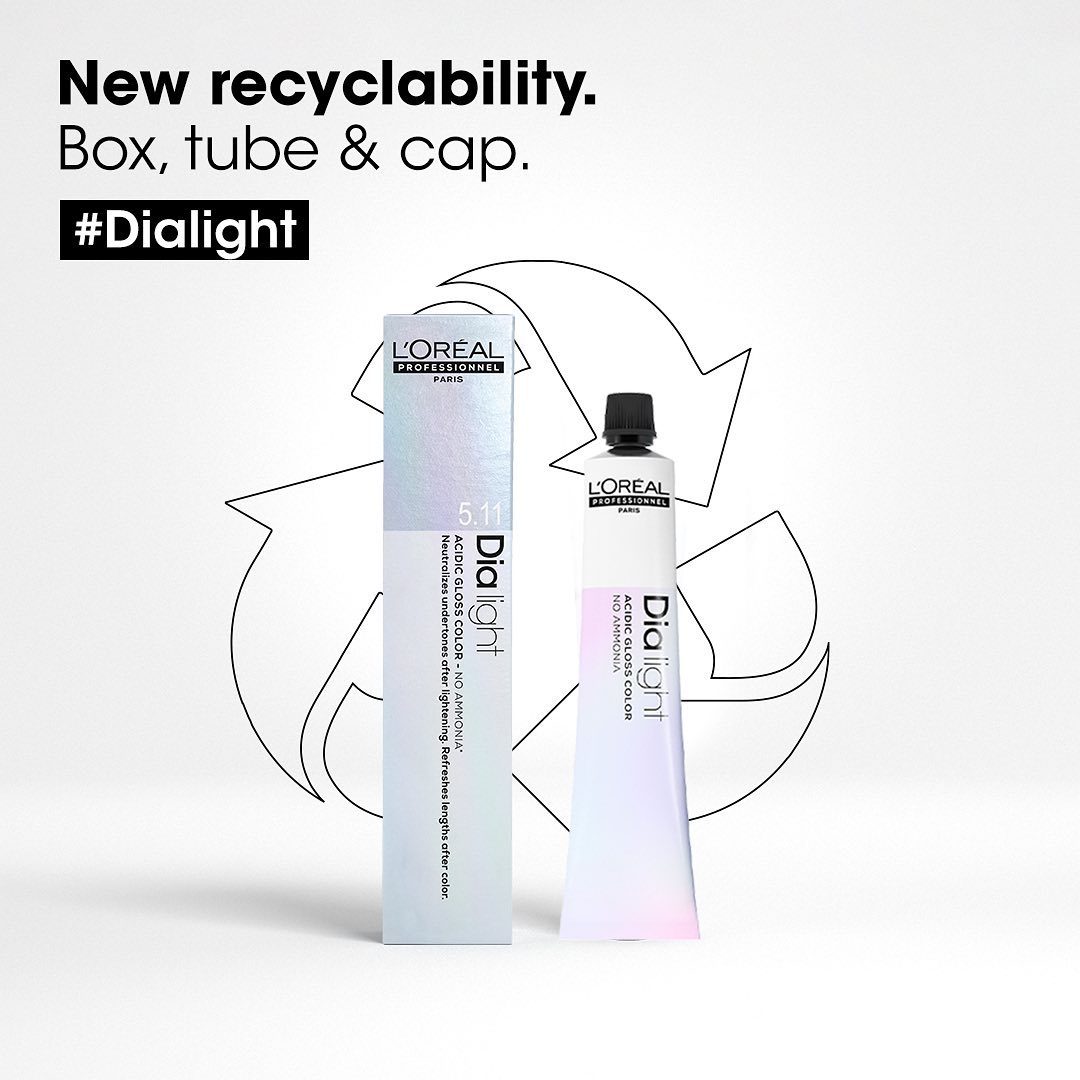 New recyclability.
Box, tube & cap.
#Dialight
L'ORÉAL
PROFESSIONNEL
PARIS
5.11
Dia light
ACIDIC GLOSS COLOR - NO AMMONIA*
Neutralizes undertones after lightening. Refreshes lengths after color.
L'ORÉAL
PROFESSIONNEL
PARIS
Dia light
ACIDIC GLOSS COLOR
NO AMMONIA